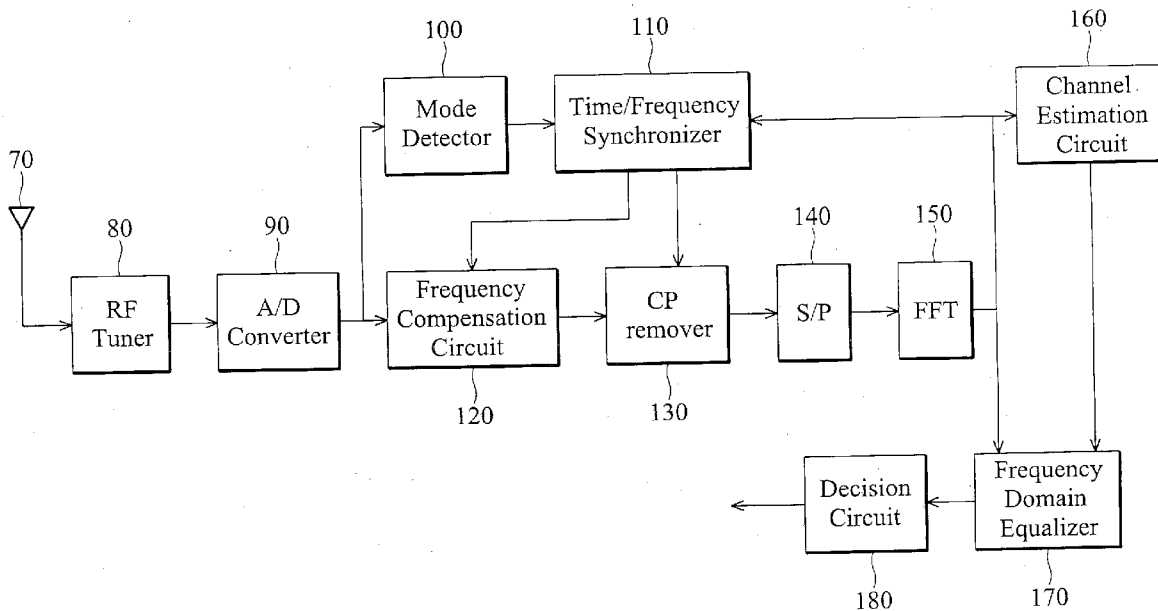 100
110
160
Mode
Detector
Time/Frequency
Synchronizer
Channel
Estimation
Circuit
70
80
90
140
150
RF
Tuner
A/D
Converter
Frequency
Compensation
Circuit
CP
remover
S/P
FFT
120
130
Decision
Circuit
Frequency
Domain
Equalizer
180
170